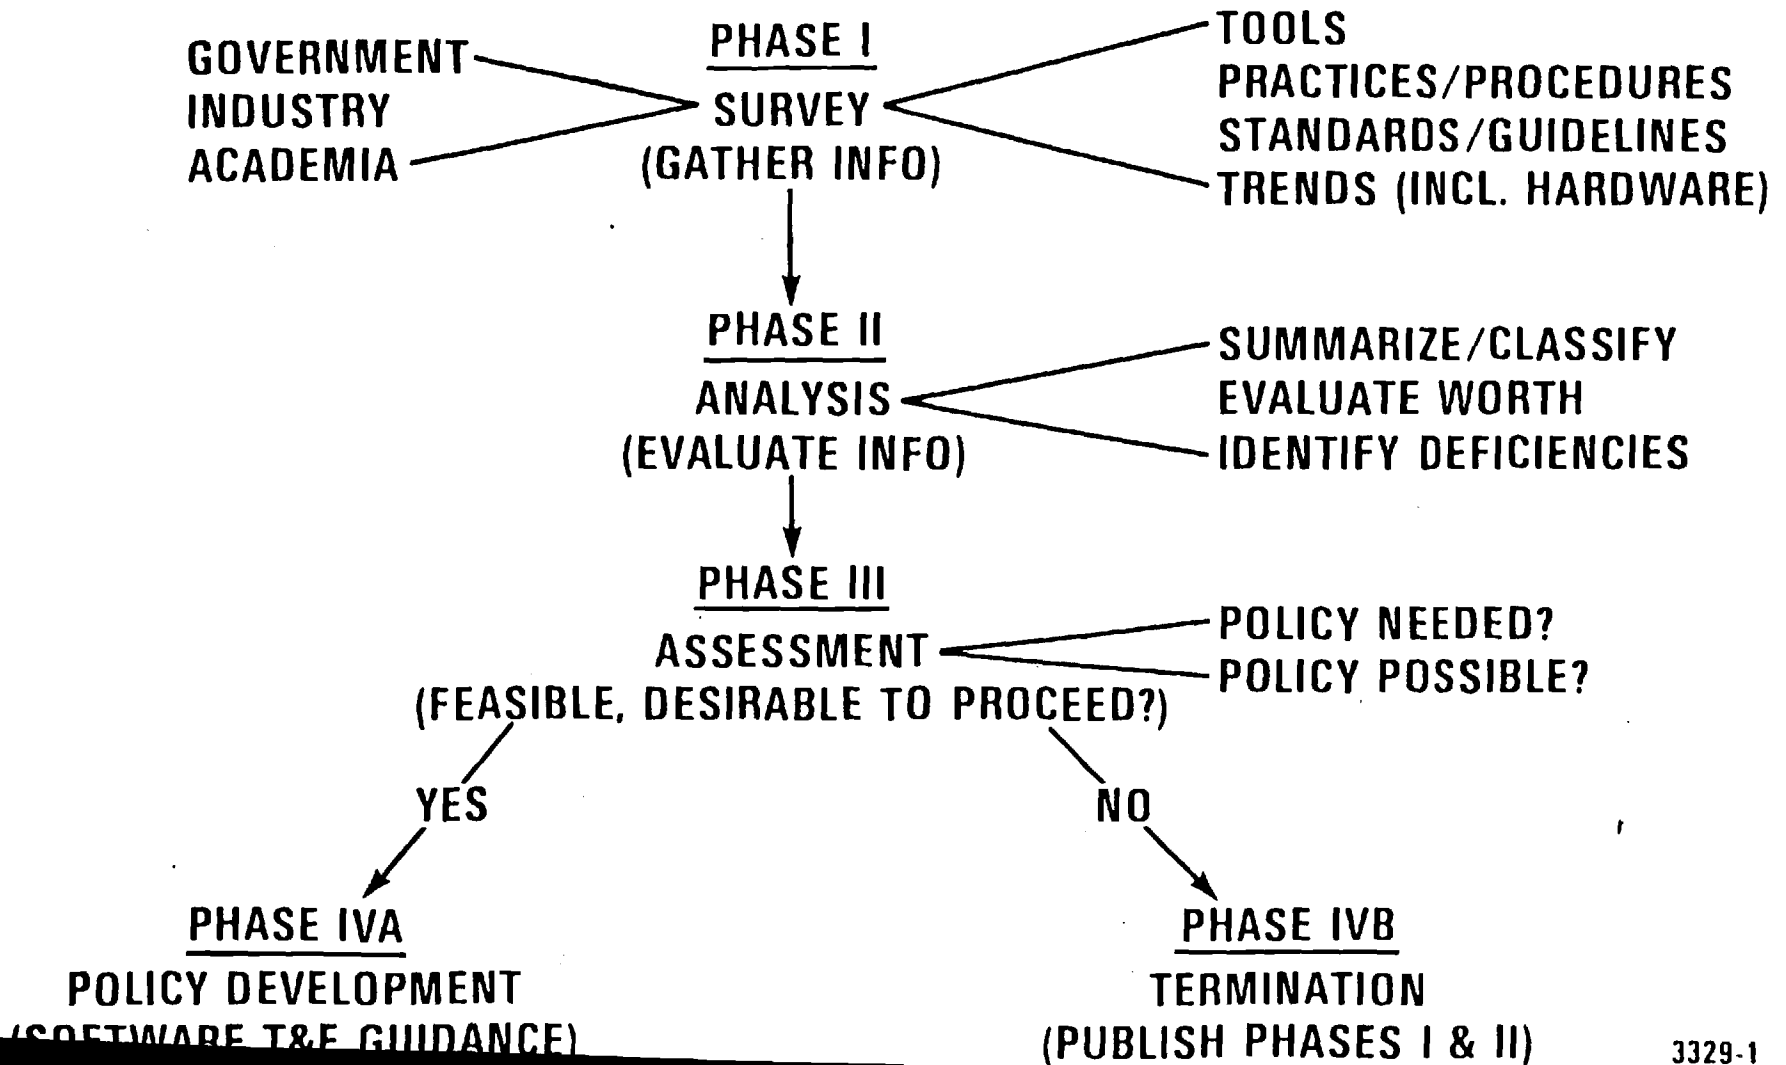 PHASE I
GOVERNMENT
INDUSTRY
ACADEMIA
SURVEY
(GATHER INFO)
TOOLS
PRACTICES/PROCEDURES
STANDARDS/GUIDELINES
TRENDS (INCL. HARDWARE)
PHASE II
ANALYSIS
(EVALUATE INFO)
SUMMARIZE/CLASSIFY
EVALUATE WORTH
IDENTIFY DEFICIENCIES
PHASE III
ASSESSMENT
(FEASIBLE, DESIRABLE TO PROCEED?)
POLICY NEEDED?
POLICY POSSIBLE?
YES
NO
PHASE IVA
POLICY DEVELOPMENT
(SOFTWARE T&E GUIDANCE)
PHASE IVB
TERMINATION
(PUBLISH PHASES I & II)
3329-1